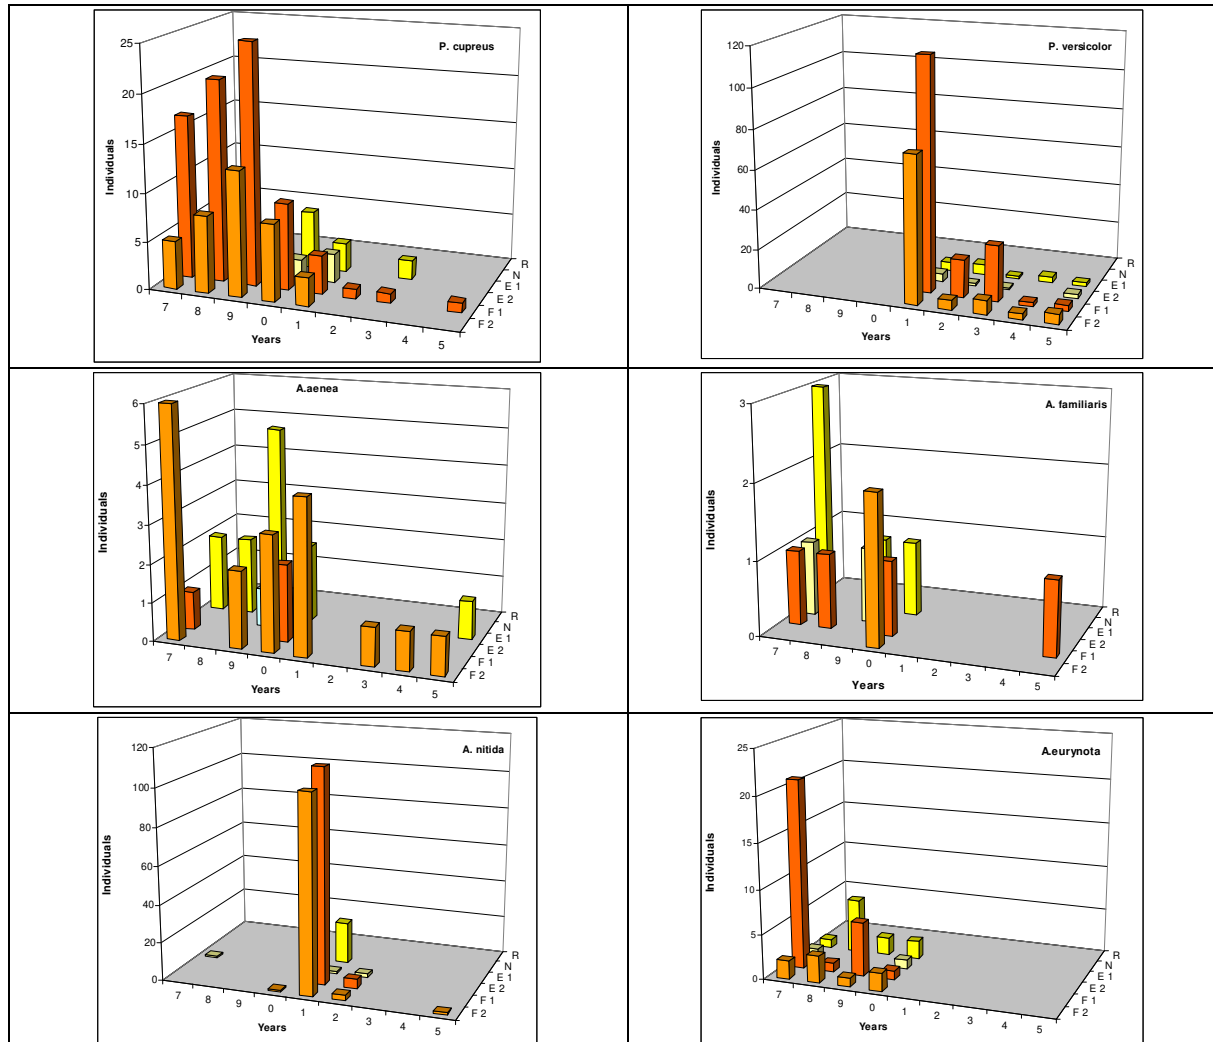 P. cupreus
25
20
15
10
5
0
Individuals
7 8 9 0 1 2 3 4 5
Years
R
N
E 1
E 2
F 1
F 2
P. versicolor
120
100
80
60
40
20
0
Individuals
7 8 9 0 1 2 3 4 5
Years
R
N
E 1
E 2
F 1
F 2
A.aenea
6
5
4
3
2
1
0
Individuals
7 8 9 0 1 2 3 4 5
Years
R
N
E 1
E 2
F 1
F 2
A. familiaris
3
2
1
0
Individuals
7 8 9 0 1 2 3 4 5
Years
R
N
E 1
E 2
F 1
F 2
A. nitida
120
100
80
60
40
20
0
Individuals
7 8 9 0 1 2 3 4 5
Years
R
N
E 1
E 2
F 1
F 2
A.eurynota
25
20
15
10
5
0
Individuals
7 8 9 0 1 2 3 4 5
Years
R
N
E 1
E 2
F 1
F 2